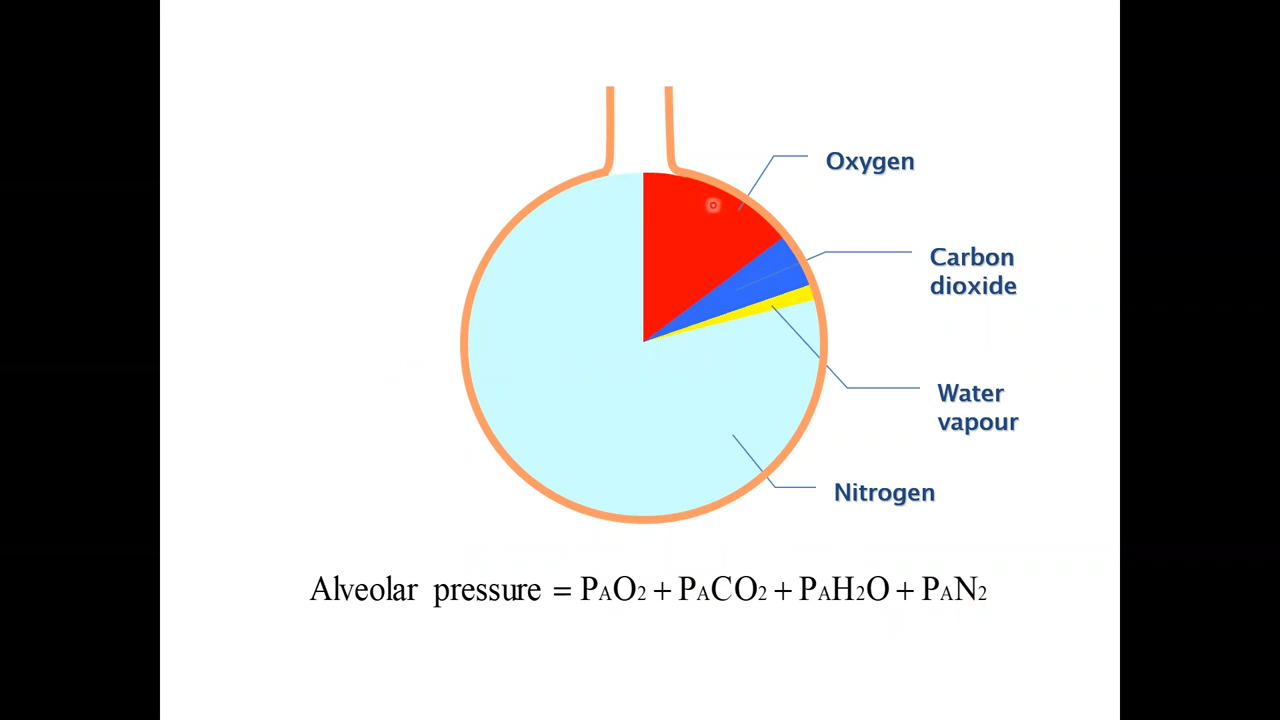 Oxygen
Carbon
dioxide
Water
vapour
Nitrogen
Alveolar pressure = PAO2 + PACO2 + PAH2O + PAN2